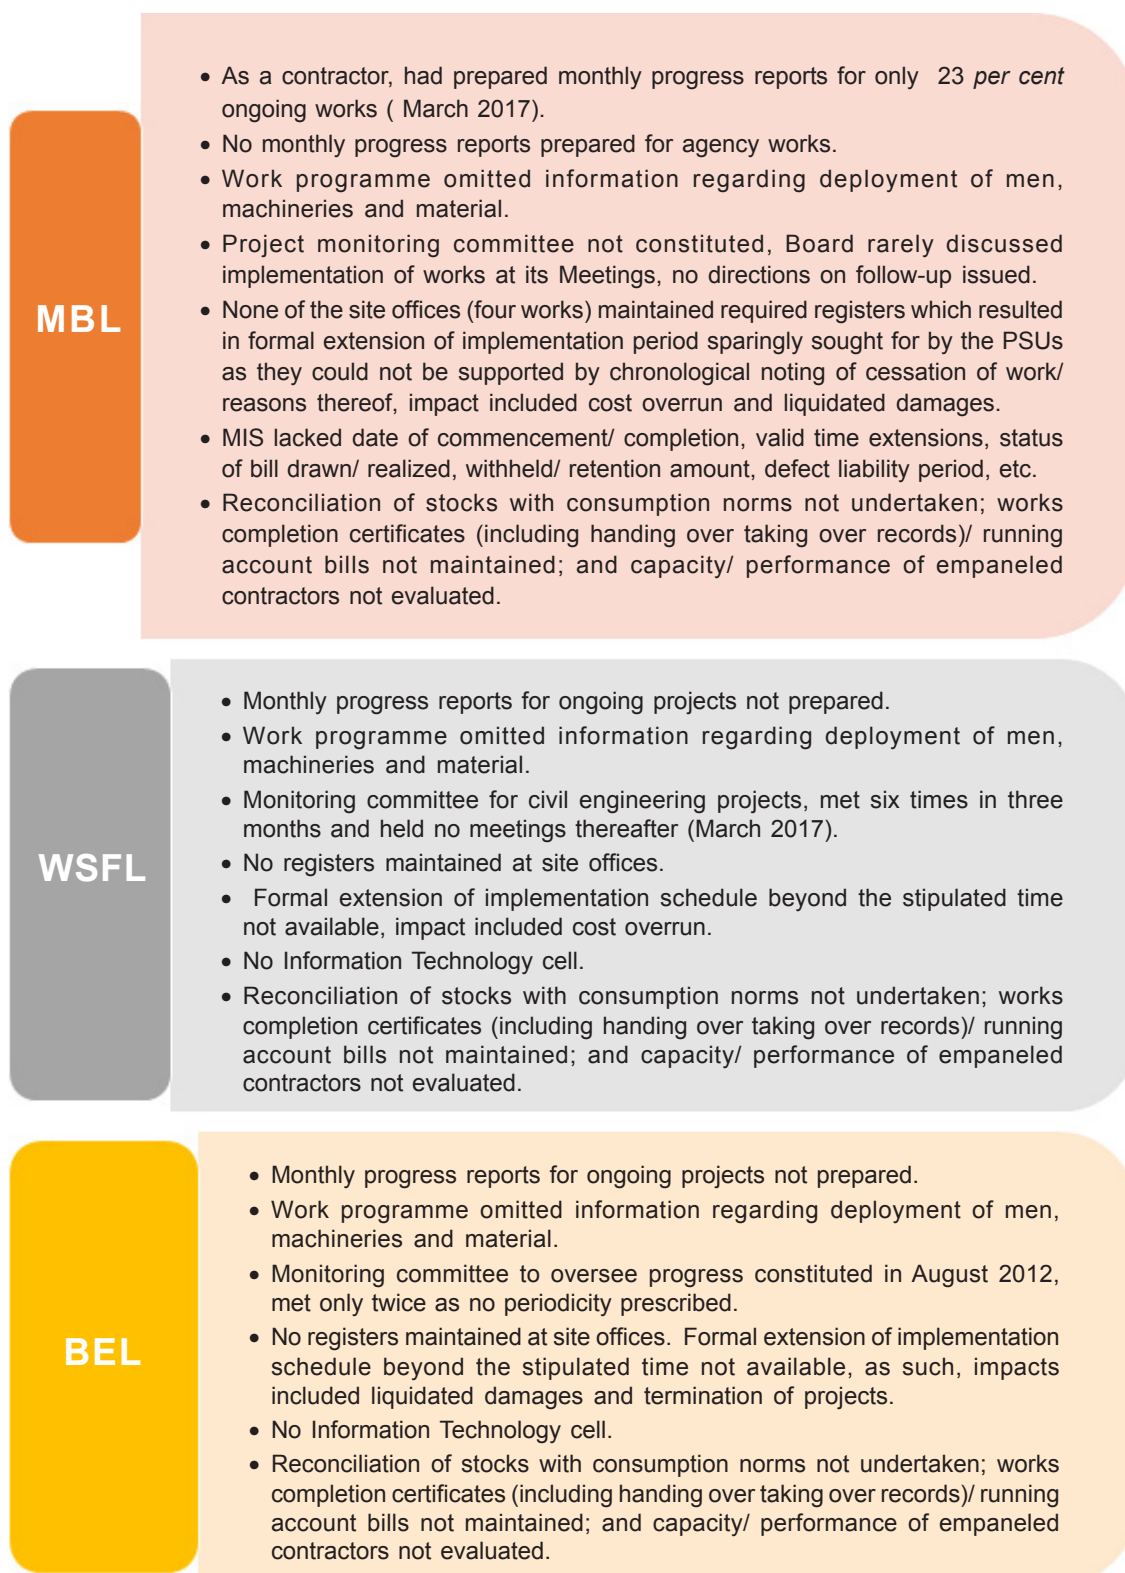 MBL
• As a contractor, had prepared monthly progress reports for only 23 per cent
ongoing works ( March 2017).
• No monthly progress reports prepared for agency works.
• Work programme omitted information regarding deployment of men,
machineries and material.
• Project monitoring committee not constituted, Board rarely discussed
implementation of works at its Meetings, no directions on follow-up issued.
• None of the site offices (four works) maintained required registers which resulted
in formal extension of implementation period sparingly sought for by the PSUs
as they could not be supported by chronological noting of cessation of work/
reasons thereof, impact included cost overrun and liquidated damages.
• MIS lacked date of commencement/ completion, valid time extensions, status
of bill drawn/ realized, withheld/ retention amount, defect liability period, etc.
• Reconciliation of stocks with consumption norms not undertaken; works
completion certificates (including handing over taking over records)/ running
account bills not maintained; and capacity/ performance of empaneled
contractors not evaluated.
WSFL
• Monthly progress reports for ongoing projects not prepared.
• Work programme omitted information regarding deployment of men,
machineries and material.
• Monitoring committee for civil engineering projects, met six times in three
months and held no meetings thereafter (March 2017).
• No registers maintained at site offices.
• Formal extension of implementation schedule beyond the stipulated time
not available, impact included cost overrun.
• No Information Technology cell.
• Reconciliation of stocks with consumption norms not undertaken; works
completion certificates (including handing over taking over records)/ running
account bills not maintained; and capacity/ performance of empaneled
contractors not evaluated.
BEL
• Monthly progress reports for ongoing projects not prepared.
• Work programme omitted information regarding deployment of men,
machineries and material.
• Monitoring committee to oversee progress constituted in August 2012,
met only twice as no periodicity prescribed.
• No registers maintained at site offices. Formal extension of implementation
schedule beyond the stipulated time not available, as such, impacts
included liquidated damages and termination of projects.
• No Information Technology cell.
• Reconciliation of stocks with consumption norms not undertaken; works
completion certificates (including handing over taking over records)/ running
account bills not maintained; and capacity/ performance of empaneled
contractors not evaluated.